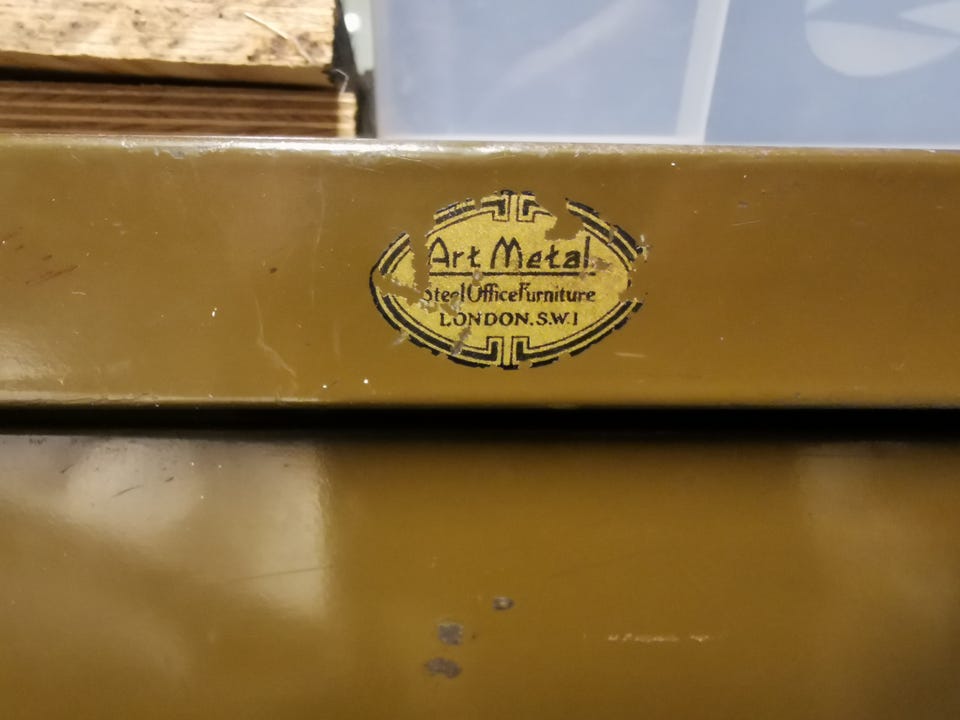 Art Metal
Steel Office Furniture
LONDON.S.W.1